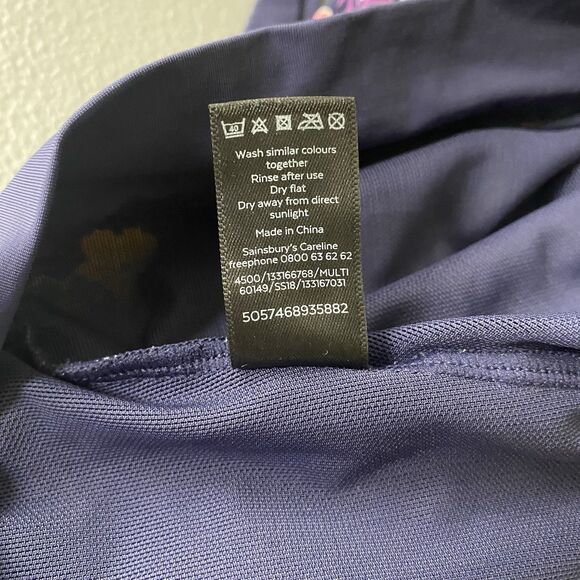 40
Wash similar colours
together
Rinse after use
Dry flat
Dry away from direct
sunlight
Made in China
Sainsbury's Careline
freephone 0800 63 62 62
4500/133166768/MULTI
60149/SS18/133167031
5057468935882